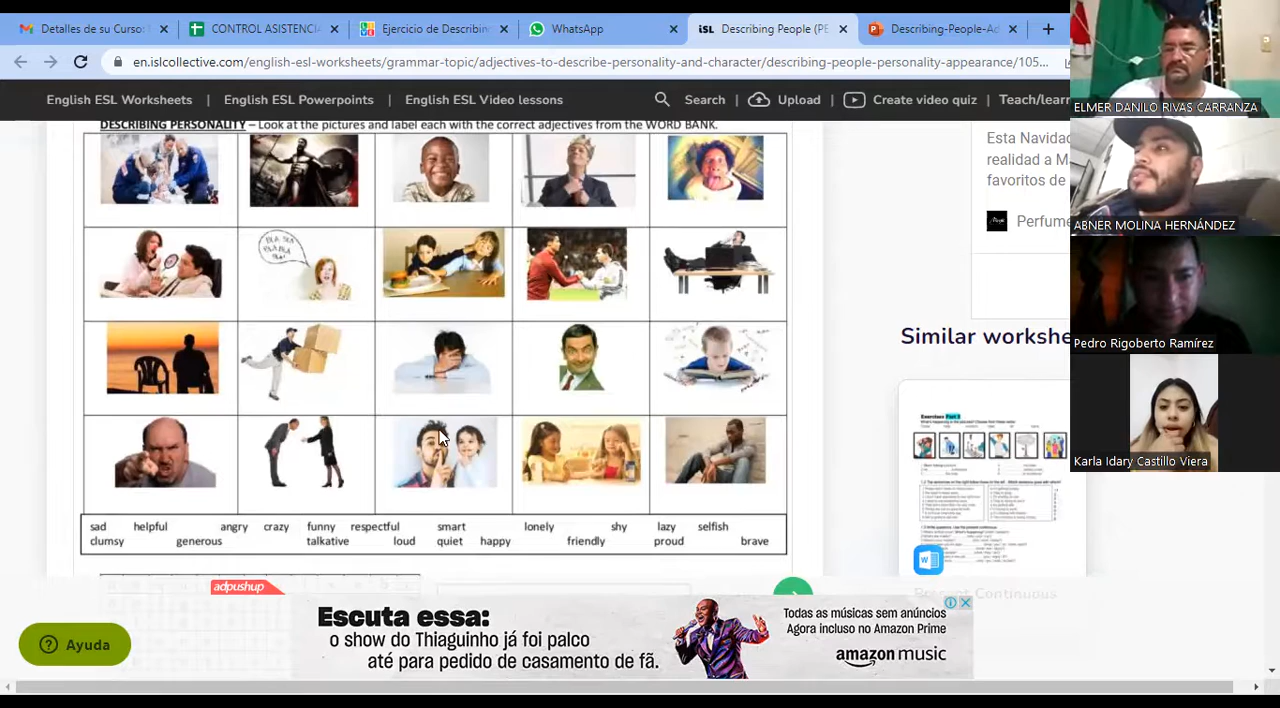 Detalles de su Curso
CONTROL ASISTENCIA
Ejercicio de Describin
WhatsApp
Describing People (PE
Describing-People-Ad
en.islcollective.com/english-esl-worksheets/grammar-topic/adjectives-to-describe-personality-and-character/describing-people-personality-appearance/105...
English ESL Worksheets | English ESL Powerpoints | English ESL Video lessons
Search | Upload | Create video quiz | Teach/learn
DESCRIBING PERSONALITY – Look at the pictures and label each with the correct adjectives from the WORD BANK.
BLA BLA
BLA BLA
BLA!
sad helpful angry crazy funny respectful smart lonely shy lazy selfish
clumsy generous talkative loud quiet happy friendly proud brave
Esta Navidad
realidad a M
favoritos de
Perfume
Similar workshe
Exercises Part 3
Present Continuous
adpushup
Escuta essa:
o show do Thiaguinho já foi palco
até para pedido de casamento de fã.
Todas as músicas sem anúncios
Agora incluso no Amazon Prime
amazon music
Ayuda
ELMER DANILO RIVAS CARRANZA
ABNER MOLINA HERNÁNDEZ
Pedro Rigoberto Ramírez
Karla Idary Castillo Viera